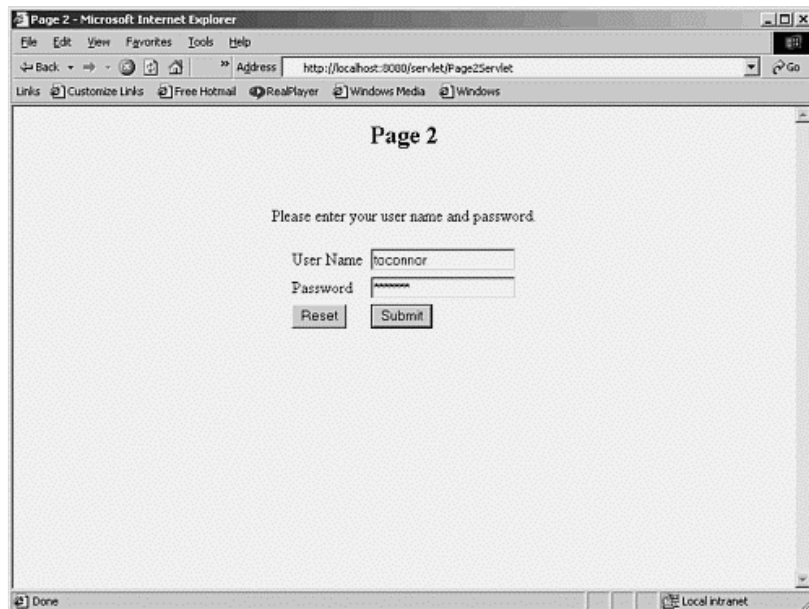 Page 2 - Microsoft Internet Explorer
File Edit View Favorites Tools Help
Back » Address http://localhost:8080/servlet/Page2Servlet Go
Links Customize Links Free Hotmail RealPlayer Windows Media Windows
Page 2
Please enter your user name and password
User Name toconnor
Password ********
Reset Submit
Done Local intranet